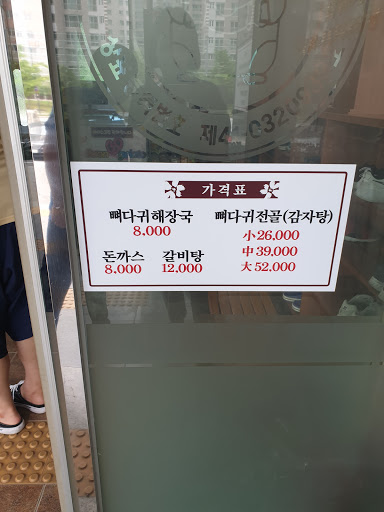 가격표
뼈다귀해장국
8,000
돈까스 갈비탕
8,000 12,000
뼈다귀전골(감자탕)
小 26,000
中 39,000
大 52,000